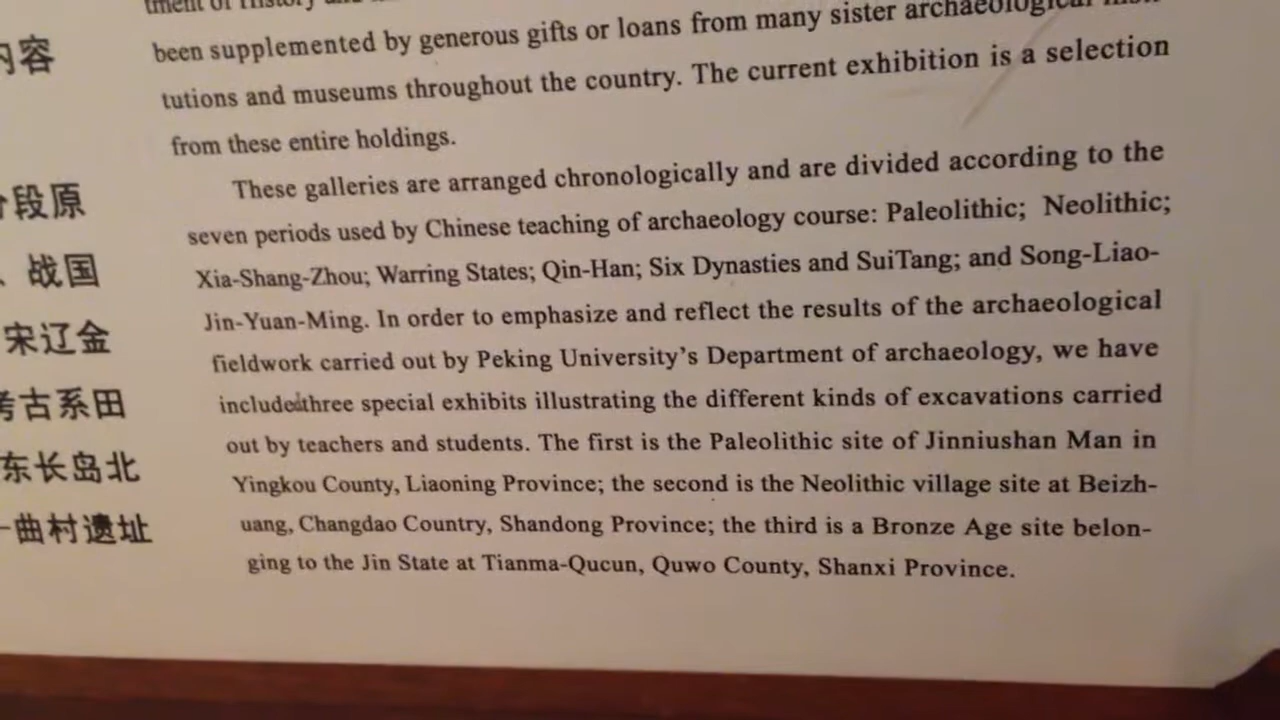 been supplemented by generous gifts or loans from many sister archaeological insti-
tutions and museums throughout the country. The current exhibition is a selection
from these entire holdings.
These galleries are arranged chronologically and are divided according to the
seven periods used by Chinese teaching of archaeology course: Paleolithic; Neolithic;
Xia-Shang-Zhou; Warring States; Qin-Han; Six Dynasties and SuiTang; and Song-Liao-
Jin-Yuan-Ming. In order to emphasize and reflect the results of the archaeological
fieldwork carried out by Peking University's Department of archaeology, we have
included three special exhibits illustrating the different kinds of excavations carried
out by teachers and students. The first is the Paleolithic site of Jinniushan Man in
Yingkou County, Liaoning Province; the second is the Neolithic village site at Beizh-
uang, Changdao Country, Shandong Province; the third is a Bronze Age site belon-
ging to the Jin State at Tianma-Qucun, Quwo County, Shanxi Province.
内容
段原
、战国
宋辽金
考古系田
东长岛北
一曲村遗址